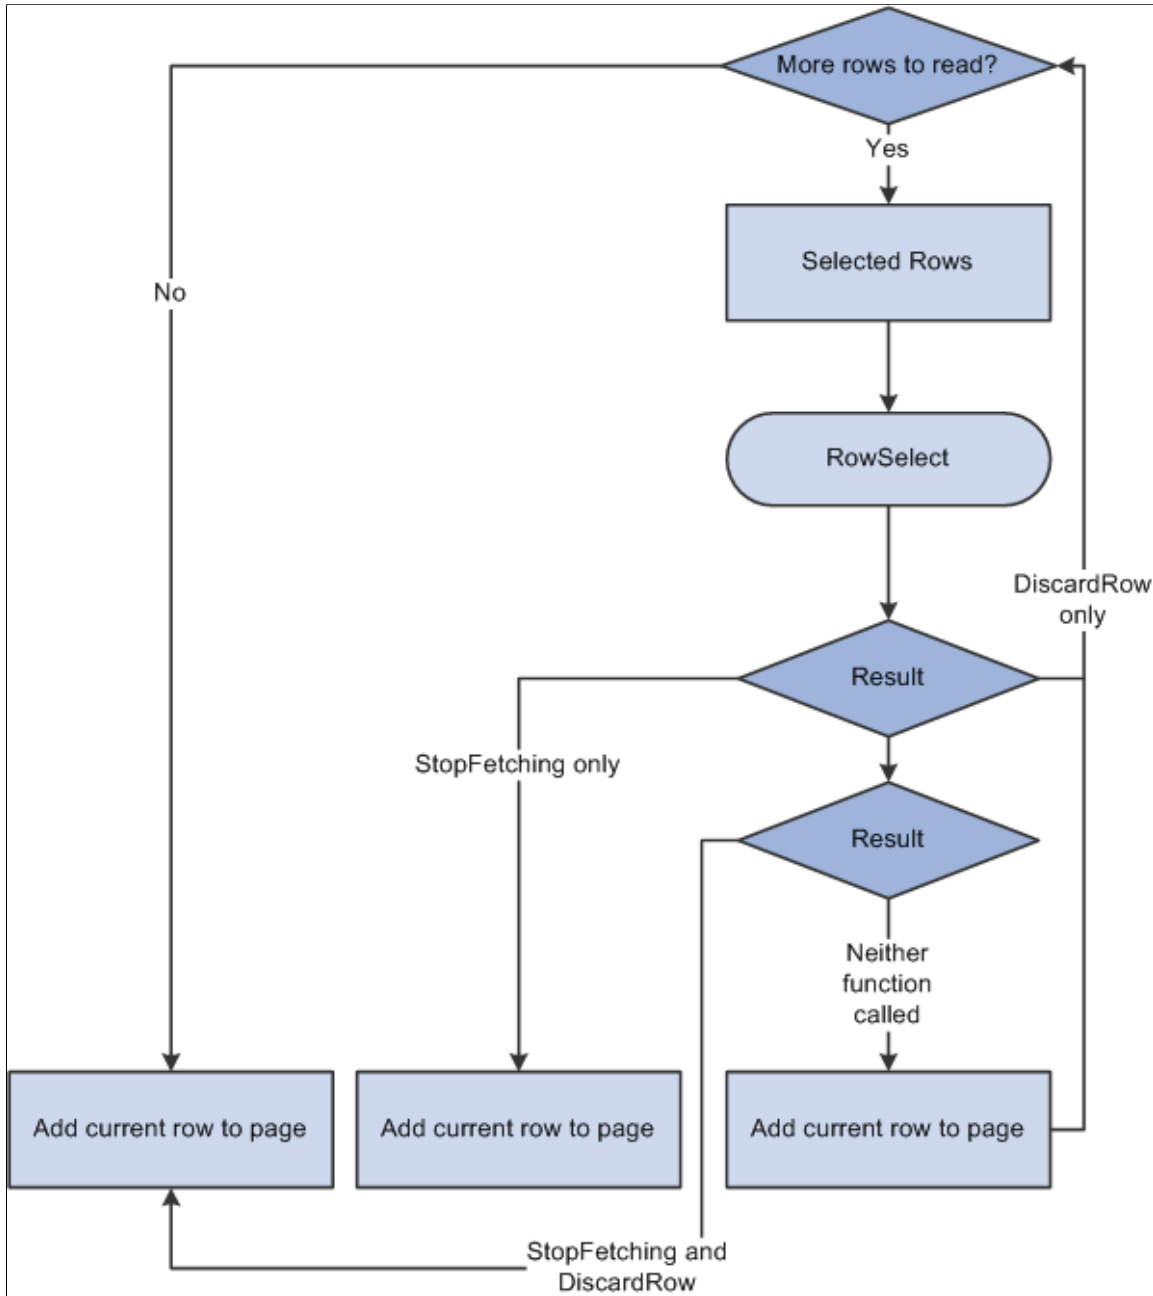 More rows to read?
Yes
Selected Rows
No
RowSelect
DiscardRow
only
Result
StopFetching only
Result
Neither
function
called
Add current row to page
Add current row to page
Add current row to page
StopFetching and
DiscardRow